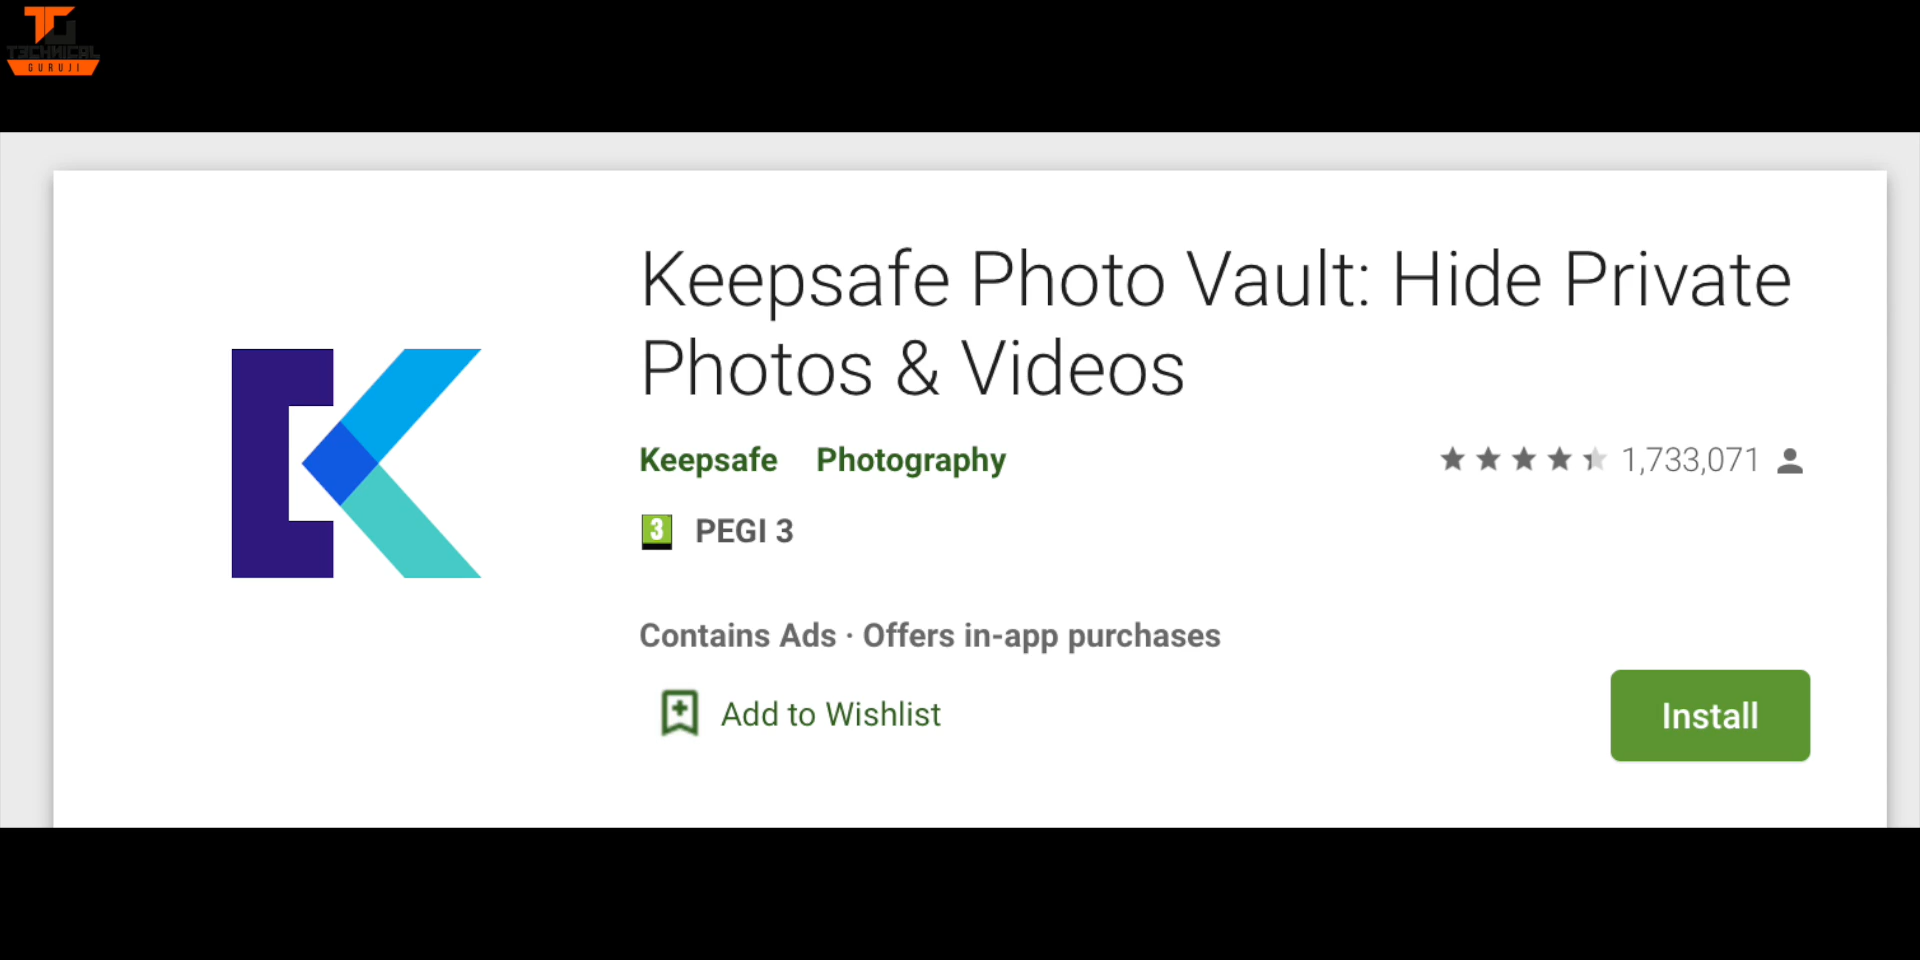 TECHNICAL
GURUJI
Keepsafe Photo Vault: Hide Private
Photos & Videos
Keepsafe Photography 1,733,071
3 PEGI 3
Contains Ads · Offers in-app purchases
Add to Wishlist
Install